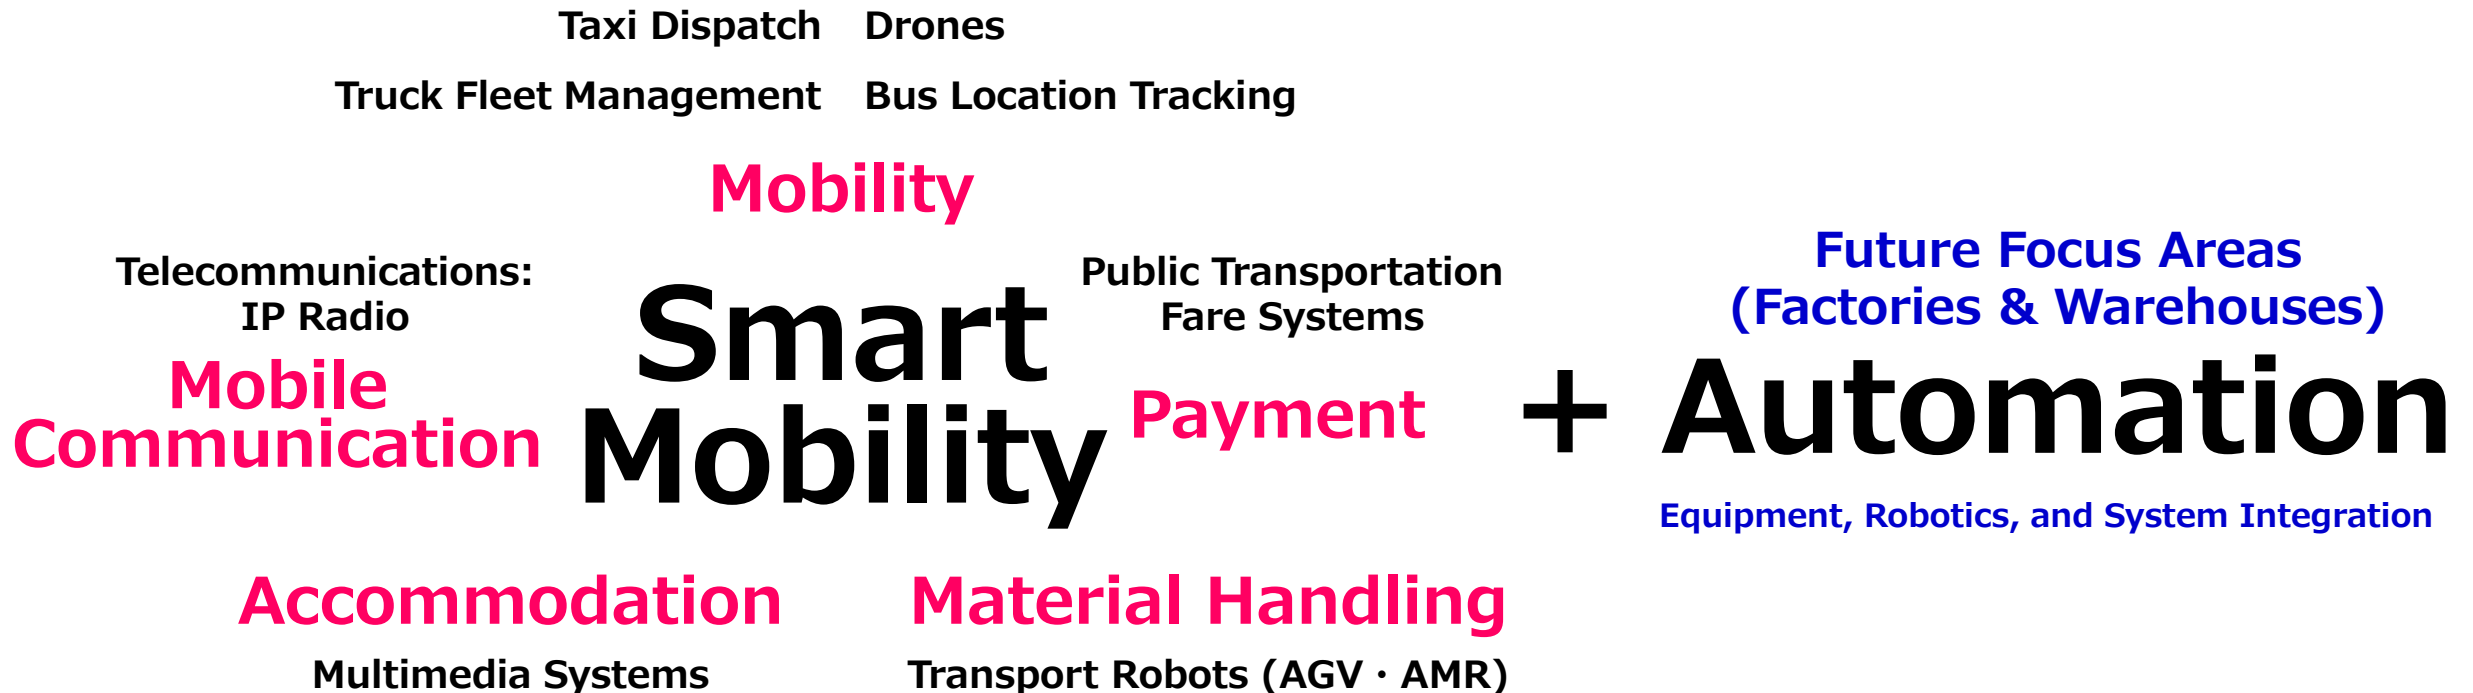 Taxi Dispatch Drones
Truck Fleet Management Bus Location Tracking
Mobility
Telecommunications:
IP Radio
Mobile
Communication
Smart
Mobility
Public Transportation
Fare Systems
Payment
Accommodation
Multimedia Systems
Material Handling
Transport Robots (AGV・AMR)
+
Future Focus Areas
(Factories & Warehouses)
Automation
Equipment, Robotics, and System Integration